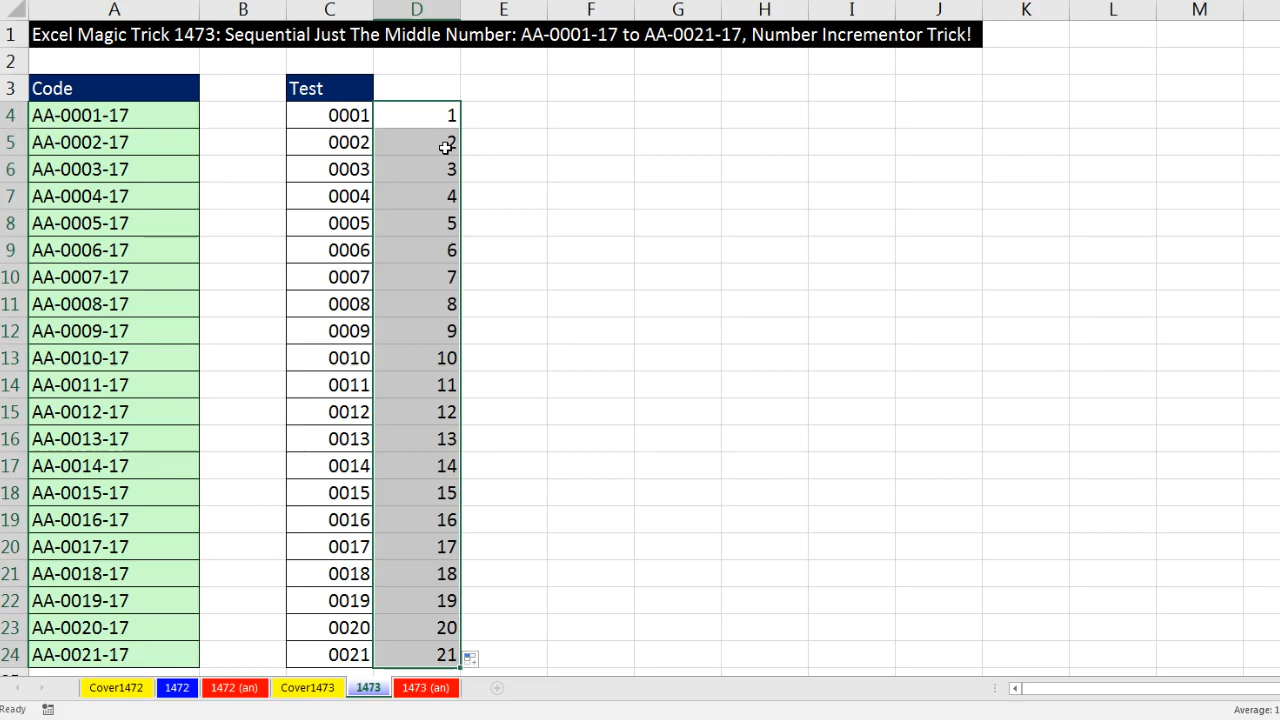 A B C D E F G H I J K L M
1 Excel Magic Trick 1473: Sequential Just The Middle Number: AA-0001-17 to AA-0021-17, Number Incrementor Trick!
2
3 Code Test
4 AA-0001-17 0001 1
5 AA-0002-17 0002 2
6 AA-0003-17 0003 3
7 AA-0004-17 0004 4
8 AA-0005-17 0005 5
9 AA-0006-17 0006 6
10 AA-0007-17 0007 7
11 AA-0008-17 0008 8
12 AA-0009-17 0009 9
13 AA-0010-17 0010 10
14 AA-0011-17 0011 11
15 AA-0012-17 0012 12
16 AA-0013-17 0013 13
17 AA-0014-17 0014 14
18 AA-0015-17 0015 15
19 AA-0016-17 0016 16
20 AA-0017-17 0017 17
21 AA-0018-17 0018 18
22 AA-0019-17 0019 19
23 AA-0020-17 0020 20
24 AA-0021-17 0021 21
Cover1472 1472 1472 (an) Cover1473 1473 1473 (an)
Ready Average: 1